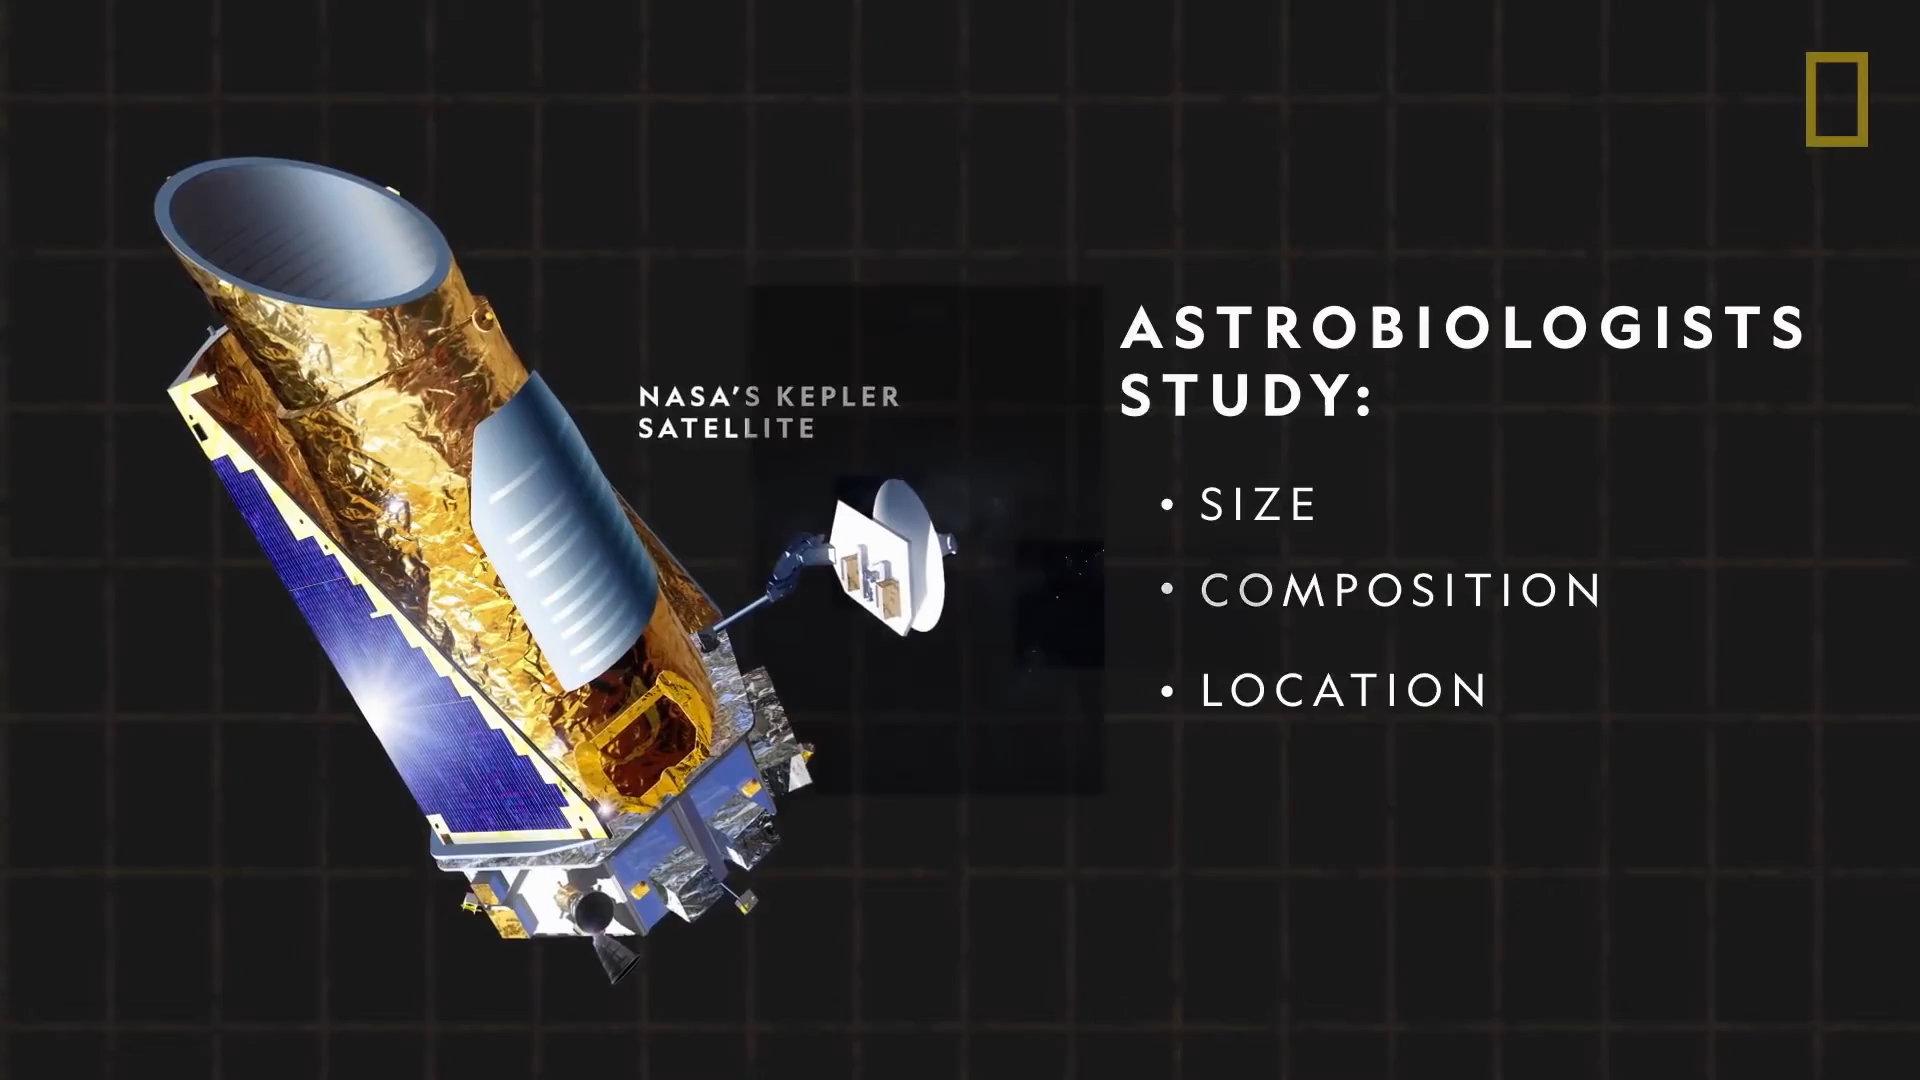 NASA'S KEPLER
SATELLITE
ASTROBIOLOGISTS
STUDY:
• SIZE
• COMPOSITION
• LOCATION